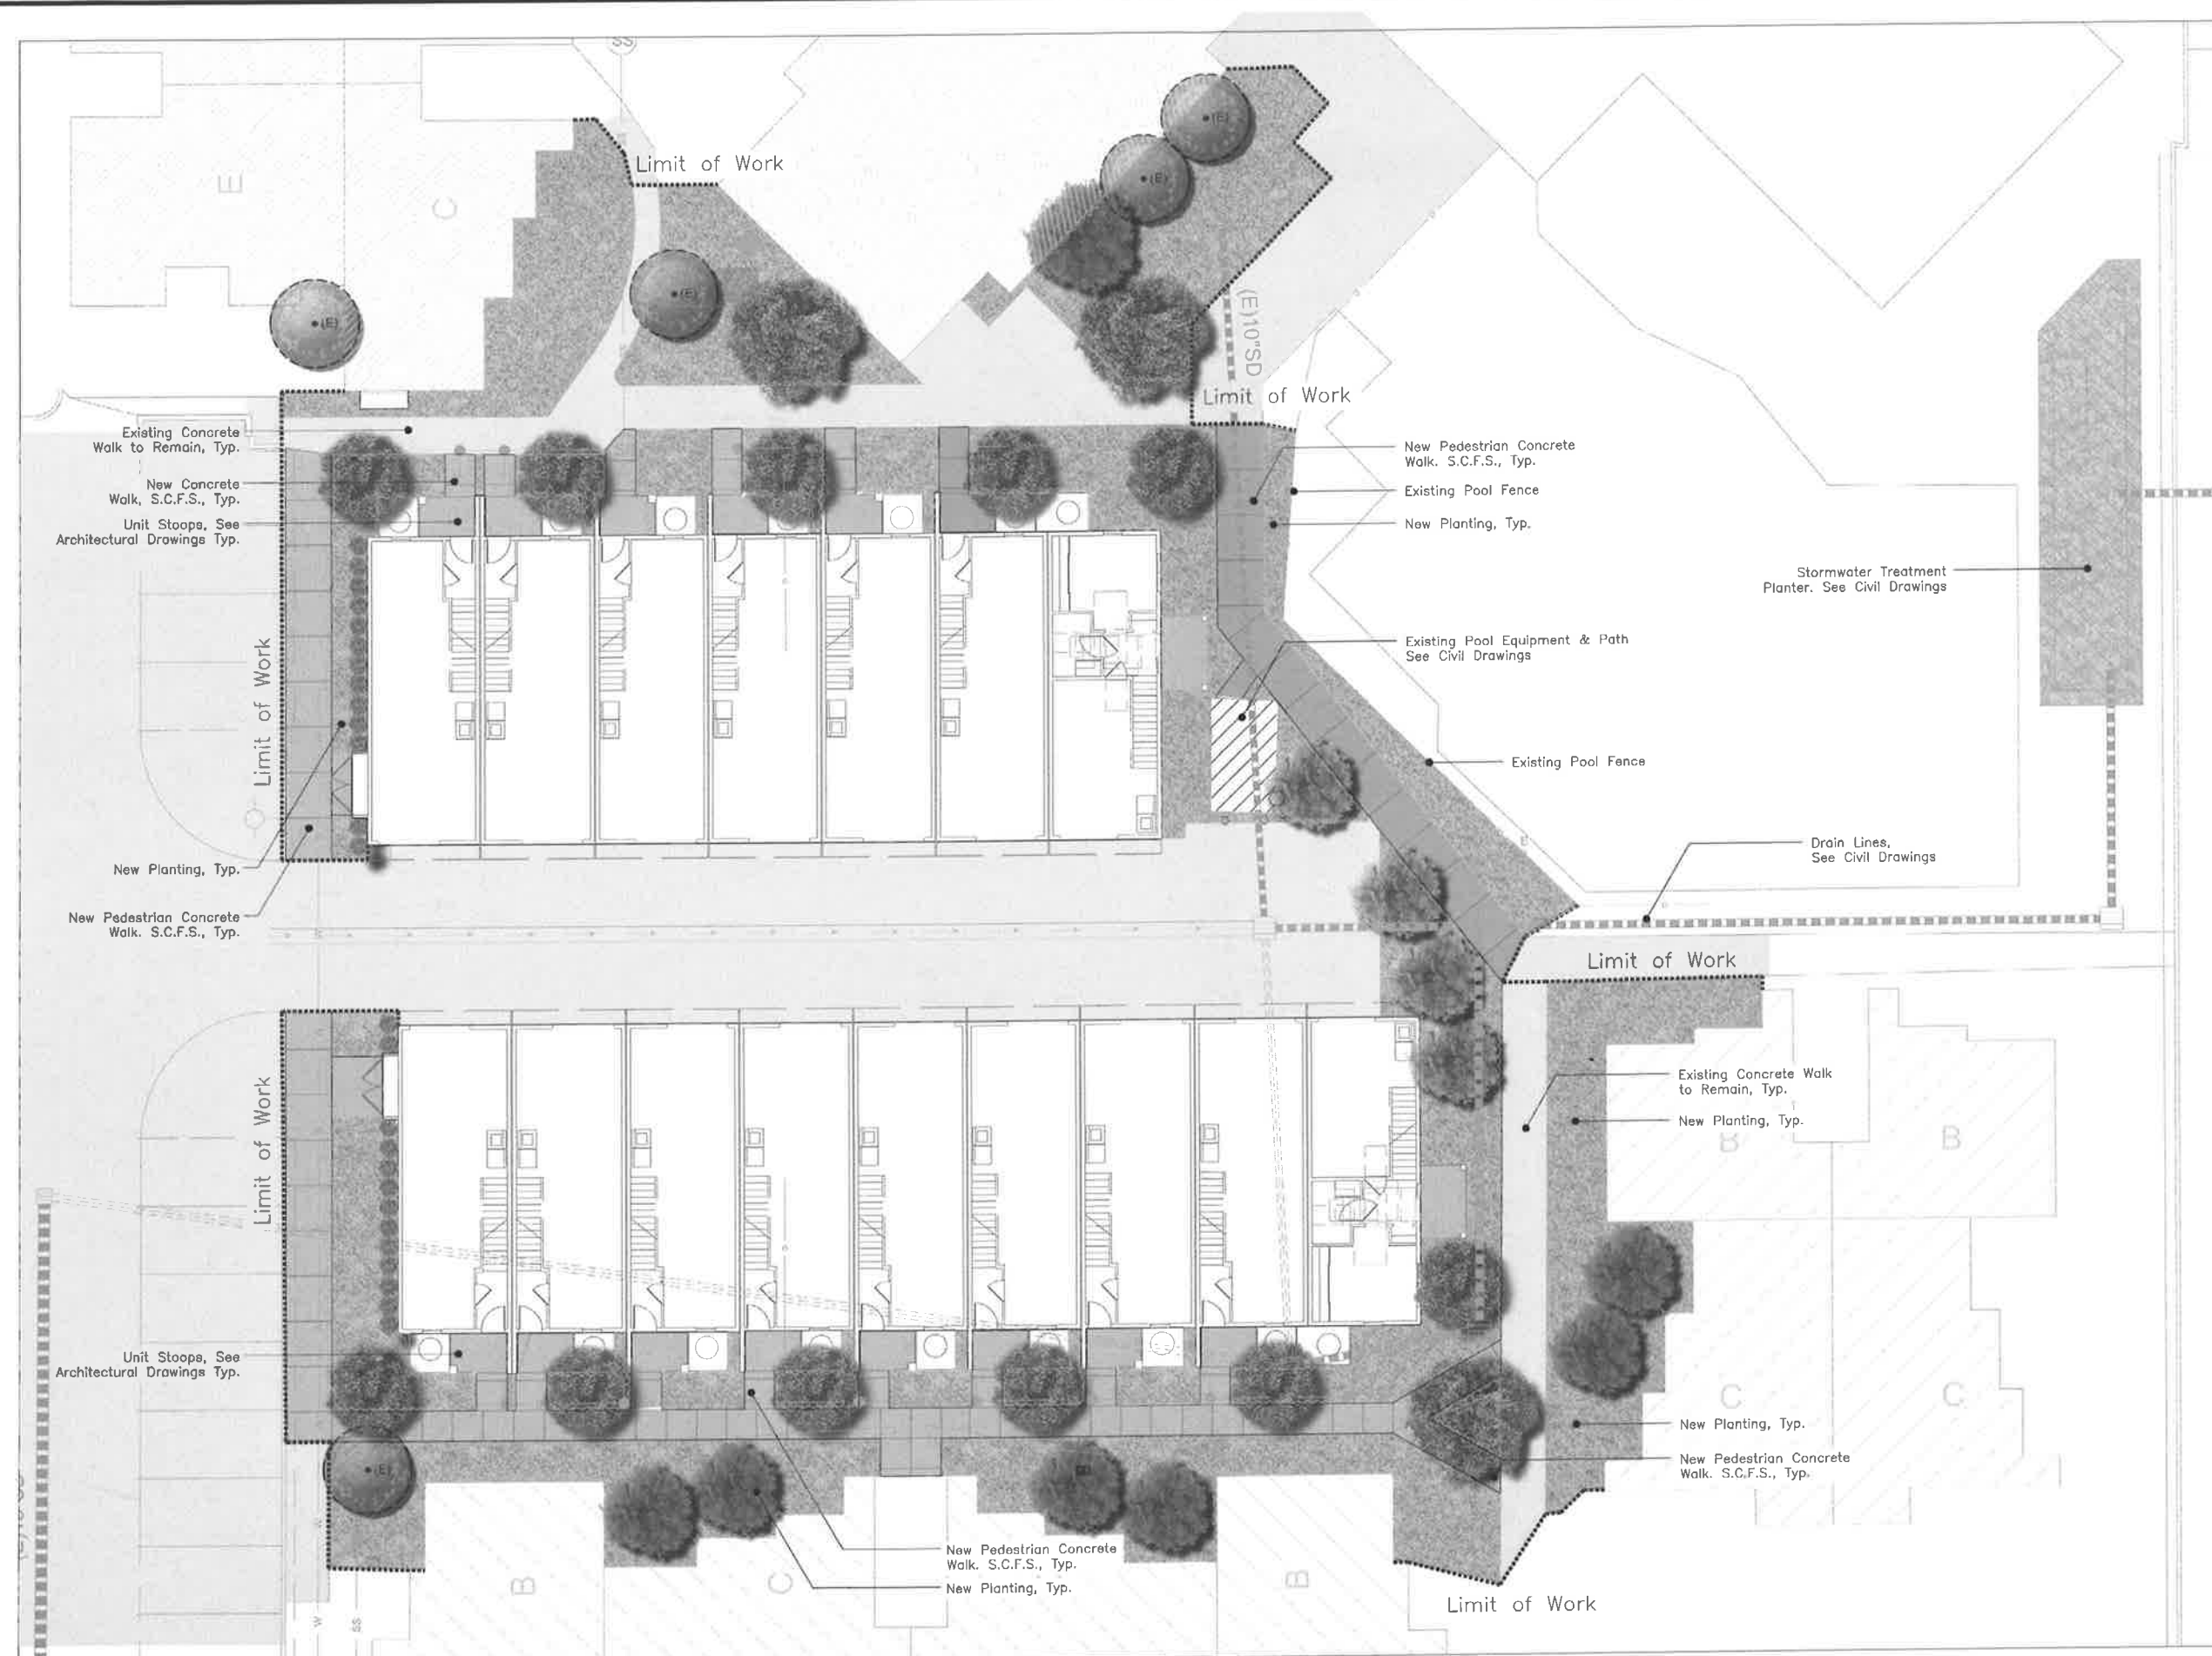 SS
Limit of Work
E
C
(E)
(E)
(E)
(E)
(E)10"SD
Limit of Work
Existing Concrete
Walk to Remain, Typ.
New Concrete
Walk, S.C.F.S., Typ.
Unit Stoops, See
Architectural Drawings Typ.
New Pedestrian Concrete
Walk. S.C.F.S., Typ.
Existing Pool Fence
New Planting, Typ.
Stormwater Treatment
Planter. See Civil Drawings
Existing Pool Equipment & Path
See Civil Drawings
Limit of Work
Existing Pool Fence
Drain Lines,
See Civil Drawings
New Planting, Typ.
New Pedestrian Concrete
Walk. S.C.F.S., Typ.
Limit of Work
Limit of Work
Existing Concrete Walk
to Remain, Typ.
New Planting, Typ.
B
B
Unit Stoops, See
Architectural Drawings Typ.
C
C
New Planting, Typ.
New Pedestrian Concrete
Walk. S.C.F.S., Typ.
(E)
New Pedestrian Concrete
Walk. S.C.F.S., Typ.
New Planting, Typ.
B
C
B
Limit of Work
W
SS